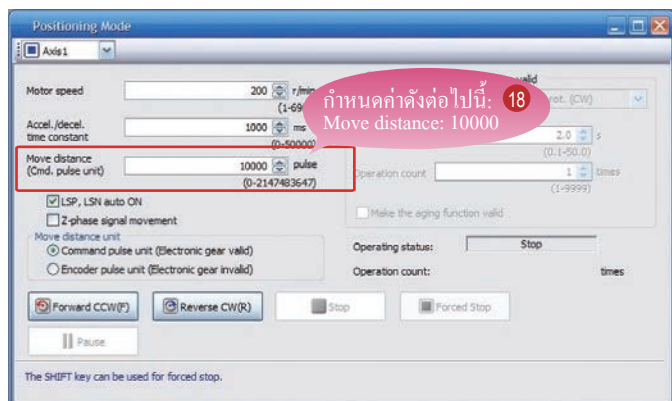 Positioning Mode
Axis1
Motor speed 200 r/min
Accel./decel. time constant 1000 ms
(0-50000)
Move distance (Cmd. pulse unit) 10000 pulse
(0-2147483647)
LSP, LSN auto ON
Z-phase signal movement
Move distance unit
Command pulse unit (Electronic gear valid)
Encoder pulse unit (Electronic gear invalid)
กำหนดค่าดังต่อไปนี้: 18
Move distance: 10000
valid
rot. (CW)
2.0 s
(0.1-50.0)
Operation count 1 times
(1-9999)
Make the aging function valid
Operating status: Stop
Operation count: times
Forward CCW(F) Reverse CW(R) Stop Forced Stop
Pause
The SHIFT key can be used for forced stop.